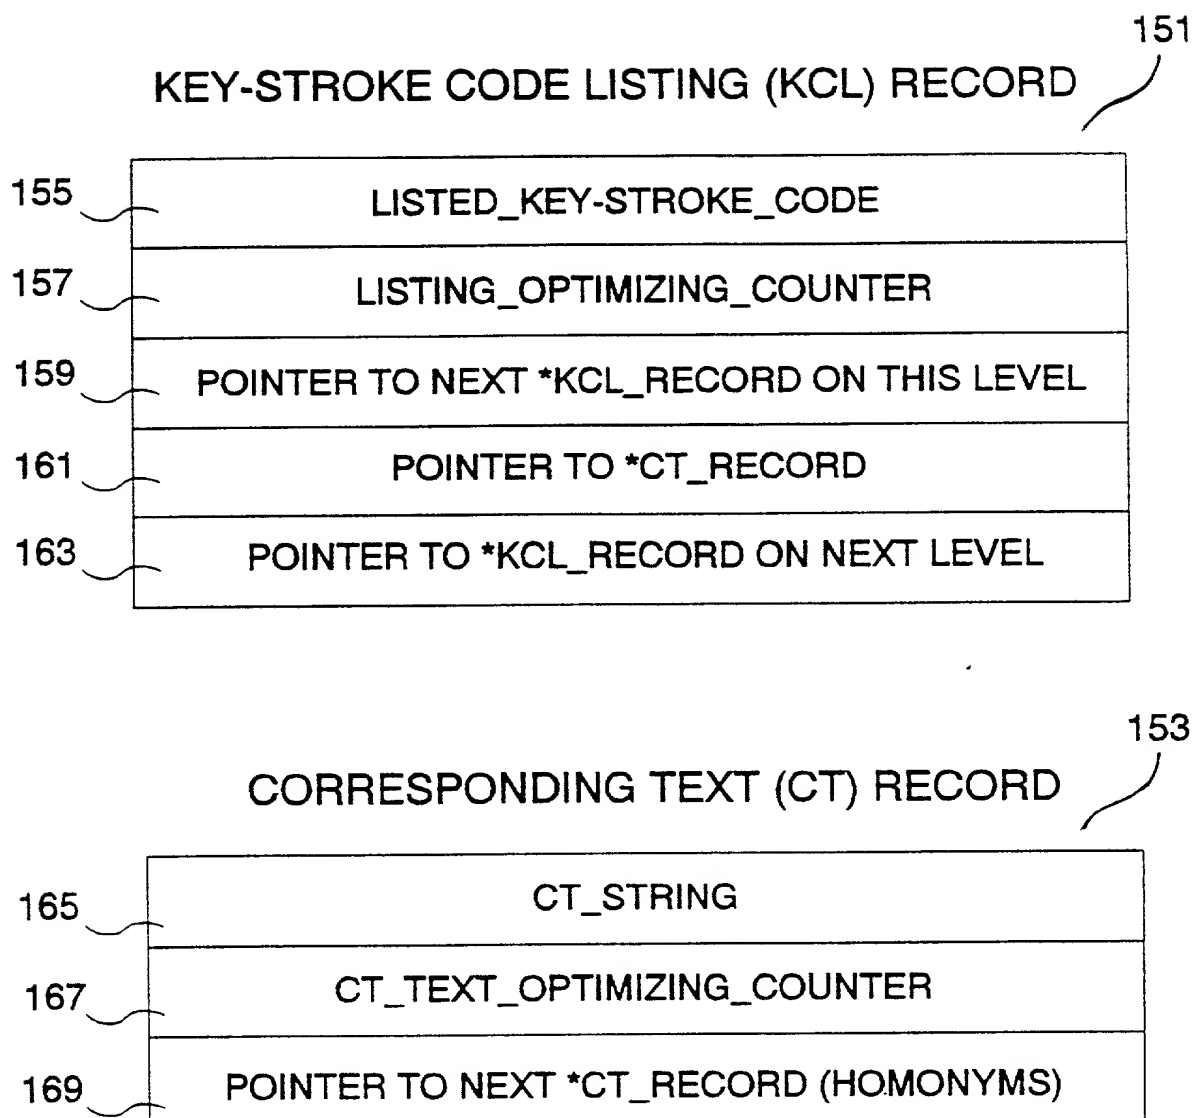 151
KEY-STROKE CODE LISTING (KCL) RECORD
155 LISTED_KEY-STROKE_CODE
157 LISTING_OPTIMIZING_COUNTER
159 POINTER TO NEXT *KCL_RECORD ON THIS LEVEL
161 POINTER TO *CT_RECORD
163 POINTER TO *KCL_RECORD ON NEXT LEVEL
153
CORRESPONDING TEXT (CT) RECORD
165 CT_STRING
167 CT_TEXT_OPTIMIZING_COUNTER
169 POINTER TO NEXT *CT_RECORD (HOMONYMS)